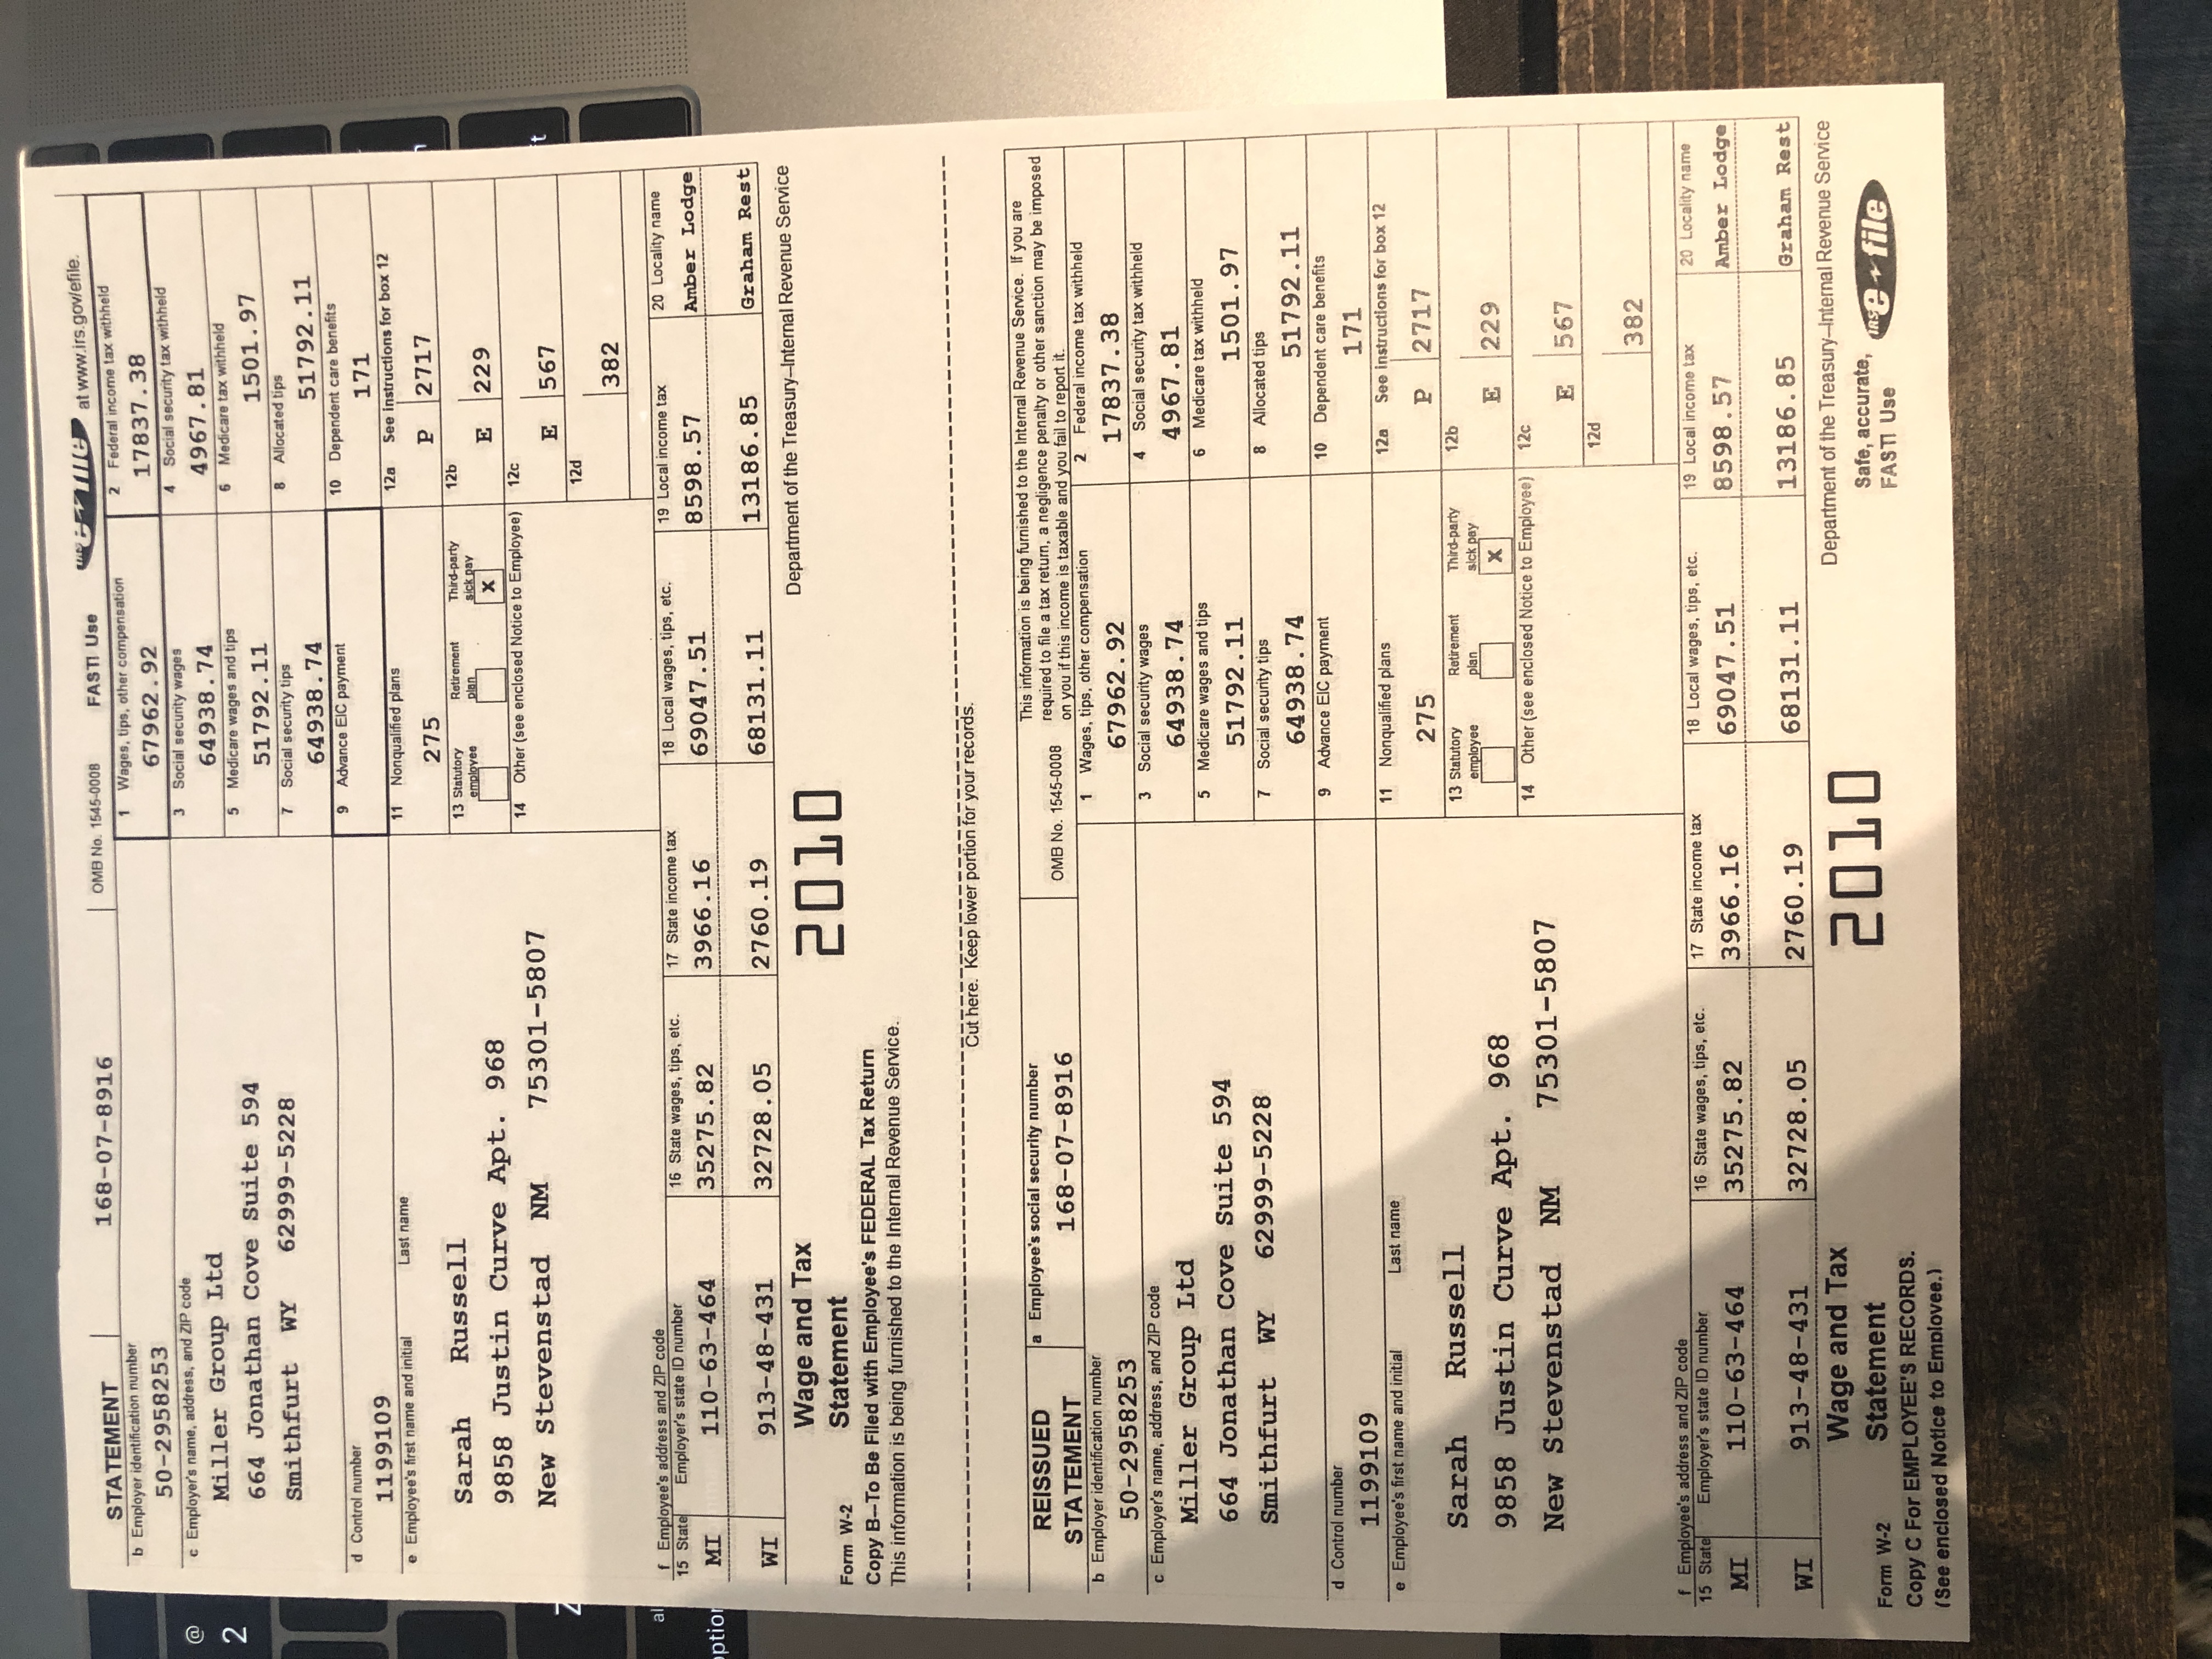 @
2
Z
al
option
t
STATEMENT 168-07-8916 OMB No. 1545-0008 FAST! Use IRS e-file at www.irs.gov/efile.
b Employer identification number
50-2958253
1 Wages, tips, other compensation
67962.92
2 Federal income tax withheld
17837.38
c Employer's name, address, and ZIP code
Miller Group Ltd
664 Jonathan Cove Suite 594
Smithfurt WY 62999-5228
3 Social security wages
64938.74
4 Social security tax withheld
4967.81
5 Medicare wages and tips
51792.11
6 Medicare tax withheld
1501.97
7 Social security tips
64938.74
8 Allocated tips
51792.11
d Control number
1199109
9 Advance EIC payment
10 Dependent care benefits
171
e Employee's first name and initial Last name
Sarah Russell
9858 Justin Curve Apt. 968
New Stevenstad NM 75301-5807
11 Nonqualified plans
275
12a See instructions for box 12
P 2717
13 Statutory employee Retirement plan Third-party sick pay
X
12b
E 229
14 Other (see enclosed Notice to Employee)
12c
E 567
12d
382
f Employee's address and ZIP code
15 State Employer's state ID number 16 State wages, tips, etc. 17 State income tax 18 Local wages, tips, etc. 19 Local income tax 20 Locality name
MI 110-63-464 35275.82 3966.16 69047.51 8598.57 Amber Lodge
WI 913-48-431 32728.05 2760.19 68131.11 13186.85 Graham Rest
Wage and Tax
Form W-2 Statement 2010 Department of the Treasury–Internal Revenue Service
Copy B–To Be Filed with Employee's FEDERAL Tax Return
This information is being furnished to the Internal Revenue Service.
Cut here. Keep lower portion for your records.
REISSUED
STATEMENT
a Employee's social security number
168-07-8916
OMB No. 1545-0008
This information is being furnished to the Internal Revenue Service. If you are
required to file a tax return, a negligence penalty or other sanction may be imposed
on you if this income is taxable and you fail to report it.
b Employer identification number
50-2958253
1 Wages, tips, other compensation
67962.92
2 Federal income tax withheld
17837.38
c Employer's name, address, and ZIP code
Miller Group Ltd
664 Jonathan Cove Suite 594
Smithfurt WY 62999-5228
3 Social security wages
64938.74
4 Social security tax withheld
4967.81
5 Medicare wages and tips
51792.11
6 Medicare tax withheld
1501.97
7 Social security tips
64938.74
8 Allocated tips
51792.11
d Control number
1199109
9 Advance EIC payment
10 Dependent care benefits
171
e Employee's first name and initial Last name
Sarah Russell
9858 Justin Curve Apt. 968
New Stevenstad NM 75301-5807
11 Nonqualified plans
275
12a See instructions for box 12
P 2717
13 Statutory employee Retirement plan Third-party sick pay
X
12b
E 229
14 Other (see enclosed Notice to Employee)
12c
E 567
12d
382
f Employee's address and ZIP code
15 State Employer's state ID number 16 State wages, tips, etc. 17 State income tax 18 Local wages, tips, etc. 19 Local income tax 20 Locality name
MI 110-63-464 35275.82 3966.16 69047.51 8598.57 Amber Lodge
WI 913-48-431 32728.05 2760.19 68131.11 13186.85 Graham Rest
Wage and Tax
Form W-2 Statement 2010 Department of the Treasury–Internal Revenue Service
Safe, accurate,
FAST! Use IRS e-file
Copy C For EMPLOYEE'S RECORDS.
(See enclosed Notice to Employee.)